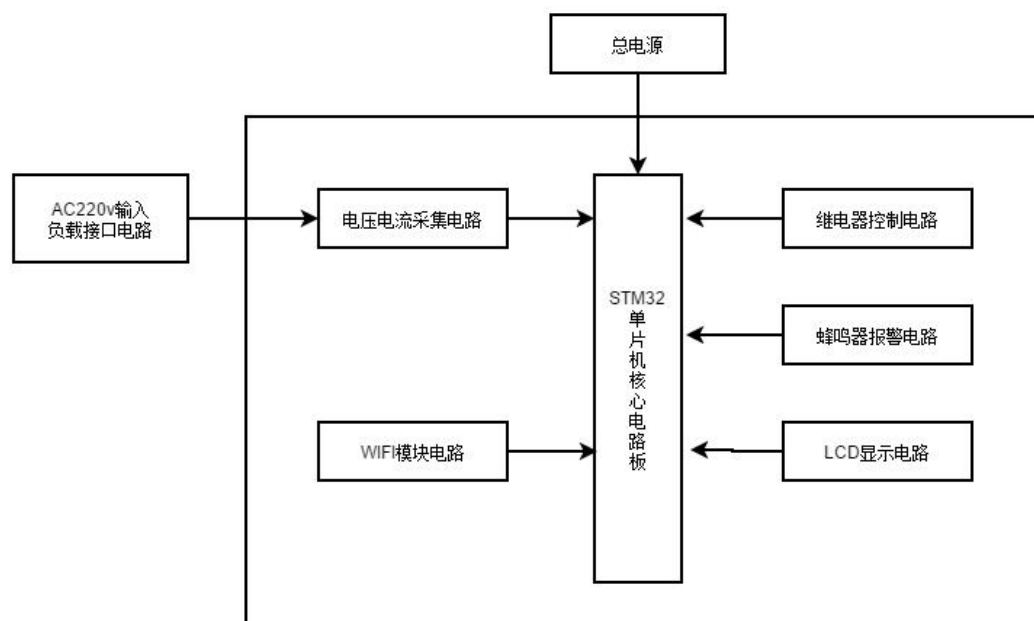 总电源
AC220v输入
负载接口电路
电压电流采集电路
继电器控制电路
STM32
单
片
机
核
心
电
路
板
蜂鸣器报警电路
WIFI模块电路
LCD显示电路